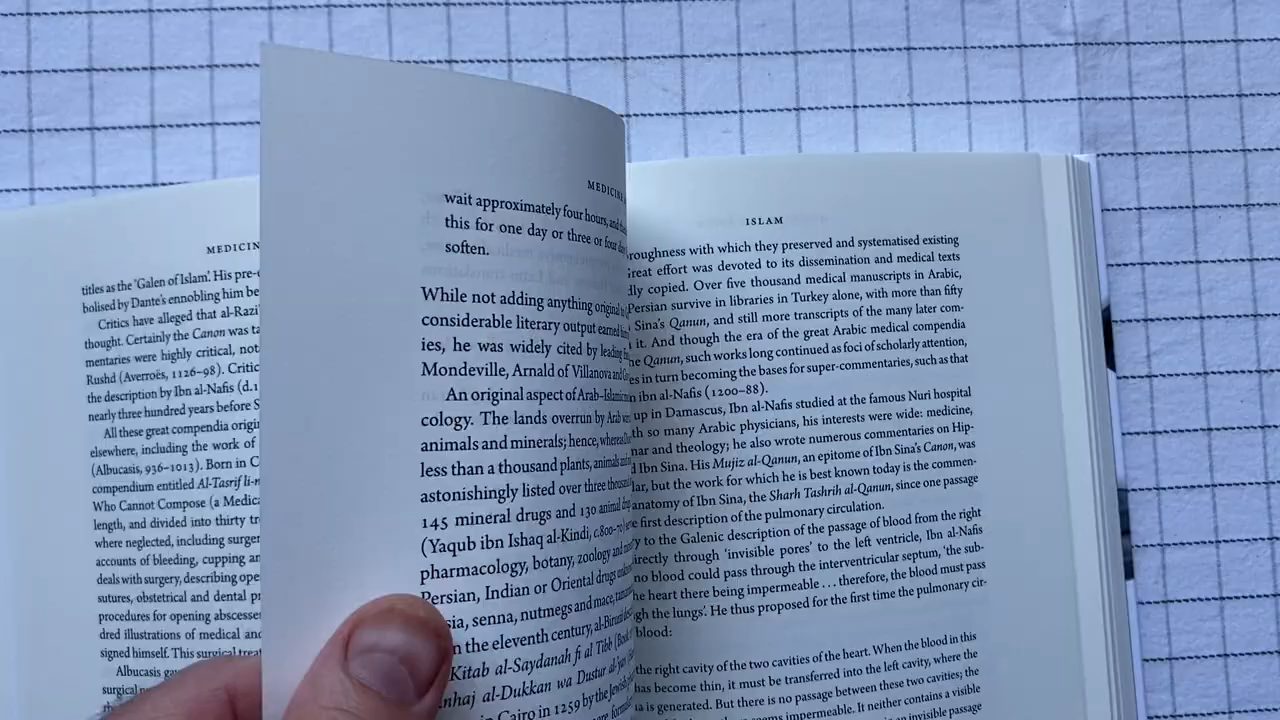 MEDICIN
titles as the 'Galen of Islam'. His pre-e
bolised by Dante's ennobling him be
Critics have alleged that al-Razi'
thought. Certainly the Canon was ta
mentaries were highly critical, not
Rushd (Averroës, 1126–98). Critic
the description by Ibn al-Nafis (d.1
nearly three hundred years before S
All these great compendia origin
elsewhere, including the work of
(Albucasis, 936–1013). Born in C
compendium entitled Al-Tasrif li-m
Who Cannot Compose (a Medica
length, and divided into thirty tr
where neglected, including surger
accounts of bleeding, cupping an
deals with surgery, describing ope
sutures, obstetrical and dental pr
procedures for opening abscesse
dred illustrations of medical and
signed himself. This surgical treat
Albucasis ga
surgical
MEDICINE
wait approximately four hours, and
this for one day or three or four da
soften.
While not adding anything original to
considerable literary output earned
ies, he was widely cited by leading
Mondeville, Arnald of Villanova and
An original aspect of Arab-Islamic
cology. The lands overrun by Arab
animals and minerals; hence, whereas
less than a thousand plants, animals
astonishingly listed over three thousand
145 mineral drugs and 130 animal
(Yaqub ibn Ishaq al-Kindi, c.800–70)
pharmacology, botany, zoology and
Persian, Indian or Oriental drugs
sia, senna, nutmegs and mace,
n the eleventh century, al-Biruni
Kitab al-Saydanah fi al Tibb (Book
nhaj al-Dukkan wa Dustur al-
in Cairo in 1259 by the Jewish
ISLAM
roughness with which they preserved and systematised existing
reat effort was devoted to its dissemination and medical texts
lly copied. Over five thousand medical manuscripts in Arabic,
Persian survive in libraries in Turkey alone, with more than fifty
Sina's Qanun, and still more transcripts of the many later com-
it. And though the era of the great Arabic medical compendia
e Qanun, such works long continued as foci of scholarly attention,
es in turn becoming the bases for super-commentaries, such as that
n ibn al-Nafis (1200–88).
up in Damascus, Ibn al-Nafis studied at the famous Nuri hospital
th so many Arabic physicians, his interests were wide: medicine,
mar and theology; he also wrote numerous commentaries on Hip-
d Ibn Sina. His Mujiz al-Qanun, an epitome of Ibn Sina's Canon, was
lar, but the work for which he is best known today is the commen-
anatomy of Ibn Sina, the Sharh Tashrih al-Qanun, since one passage
e first description of the pulmonary circulation.
y to the Galenic description of the passage of blood from the right
irectly through 'invisible pores' to the left ventricle, Ibn al-Nafis
no blood could pass through the interventricular septum, 'the sub-
he heart there being impermeable . . . therefore, the blood must pass
gh the lungs'. He thus proposed for the first time the pulmonary cir-
blood:
the right cavity of the two cavities of the heart. When the blood in this
has become thin, it must be transferred into the left cavity, where the
is generated. But there is no passage between these two cavities; the
seems impermeable. It neither contains a visible
an invisible passage